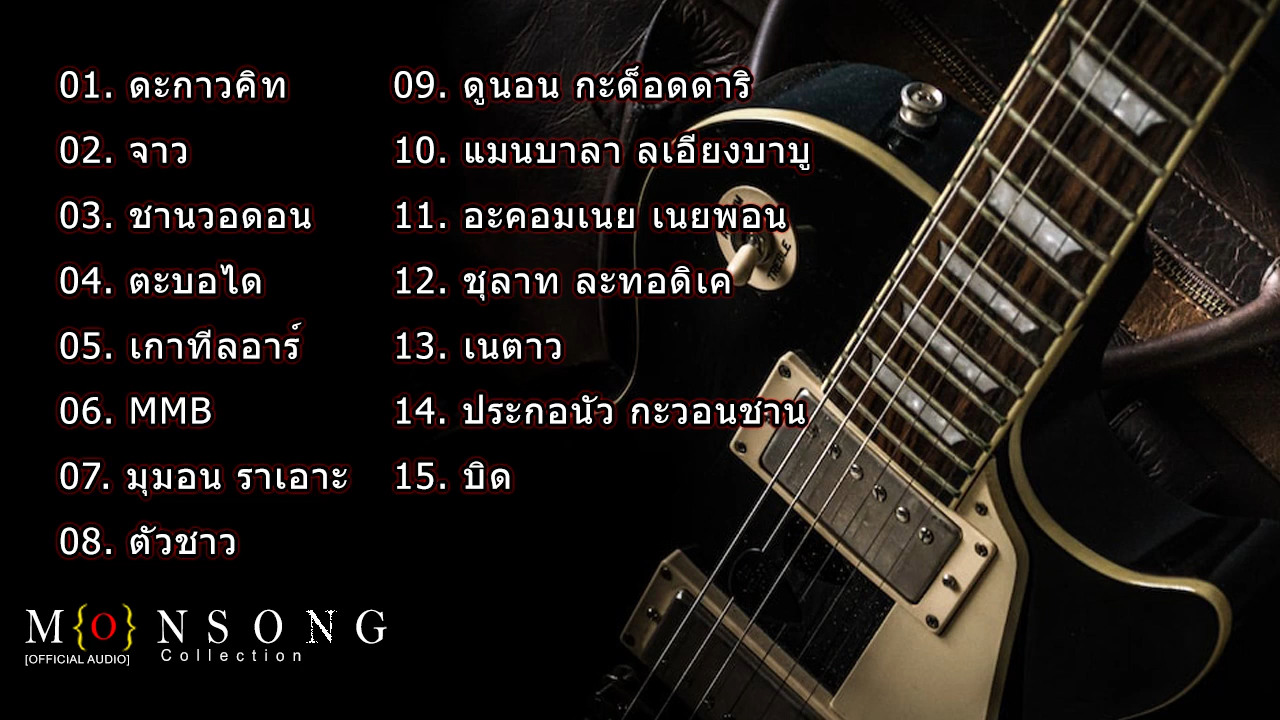 01. ดะกาวคิท
02. จาว
03. ชานวอดอน
04. ตะบอได
05. เกาทีลอาร์
06. MMB
07. มุมอน ราเอาะ
08. ตัวชาว
09. ดูนอน กะด็อดดาริ
10. แมนบาลา ลเอียงบาบู
11. อะคอมเนย เนยพอน
12. ชุลาท ละทอดิเค
13. เนตาว
14. ประกอนัว กะวอนชาน
15. บิด
M{O}NSONG
[OFFICIAL AUDIO] Collection
TREBLE